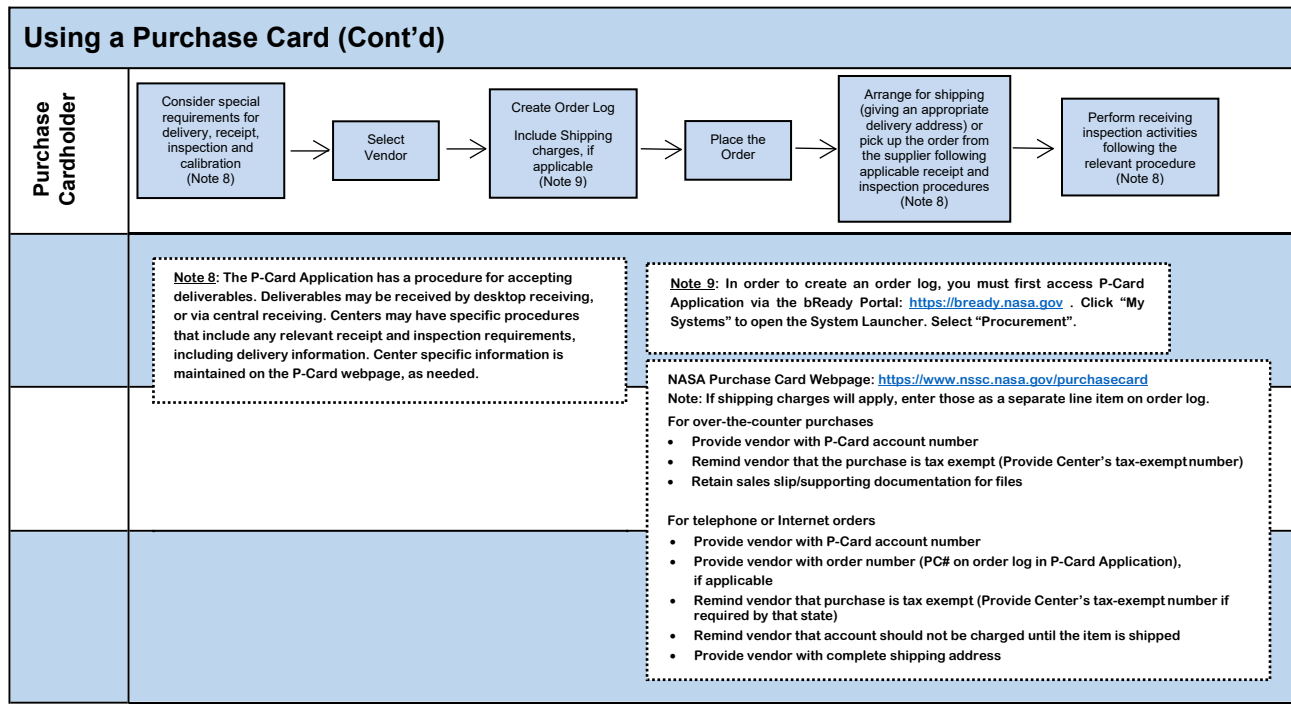 Using a Purchase Card (Cont’d)
Purchase
Cardholder
Consider special
requirements for
delivery, receipt,
inspection and
calibration
(Note 8)
Select
Vendor
Create Order Log
Include Shipping
charges, if
applicable
(Note 9)
Place the
Order
Arrange for shipping
(giving an appropriate
delivery address) or
pick up the order from
the supplier following
applicable receipt and
inspection procedures
(Note 8)
Perform receiving
inspection activities
following the
relevant procedure
(Note 8)
Note 8: The P-Card Application has a procedure for accepting
deliverables. Deliverables may be received by desktop receiving,
or via central receiving. Centers may have specific procedures
that include any relevant receipt and inspection requirements,
including delivery information. Center specific information is
maintained on the P-Card webpage, as needed.
Note 9: In order to create an order log, you must first access P-Card
Application via the bReady Portal: https://bready.nasa.gov . Click “My
Systems” to open the System Launcher. Select “Procurement”.
NASA Purchase Card Webpage: https://www.nssc.nasa.gov/purchasecard
Note: If shipping charges will apply, enter those as a separate line item on order log.
For over-the-counter purchases
• Provide vendor with P-Card account number
• Remind vendor that the purchase is tax exempt (Provide Center’s tax-exempt number)
• Retain sales slip/supporting documentation for files
For telephone or Internet orders
• Provide vendor with P-Card account number
• Provide vendor with order number (PC# on order log in P-Card Application),
if applicable
• Remind vendor that purchase is tax exempt (Provide Center’s tax-exempt number if
required by that state)
• Remind vendor that account should not be charged until the item is shipped
• Provide vendor with complete shipping address